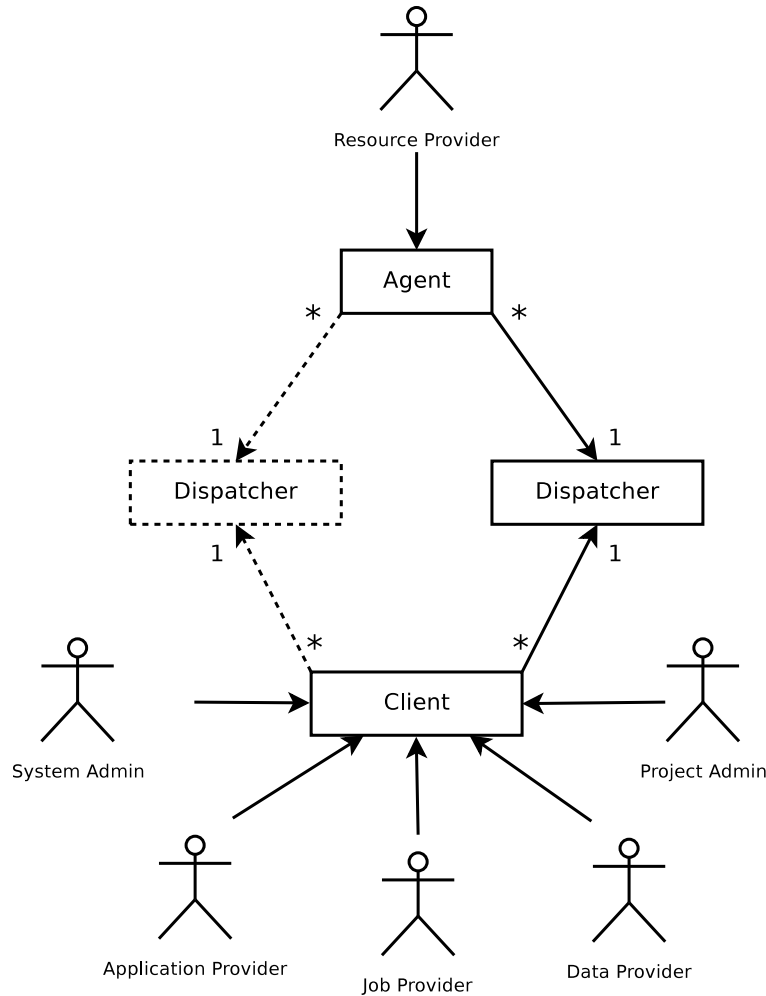 Resource Provider
Agent
* *
1 1
Dispatcher Dispatcher
1 1
* *
Client
System Admin Project Admin
Application Provider
Job Provider
Data Provider